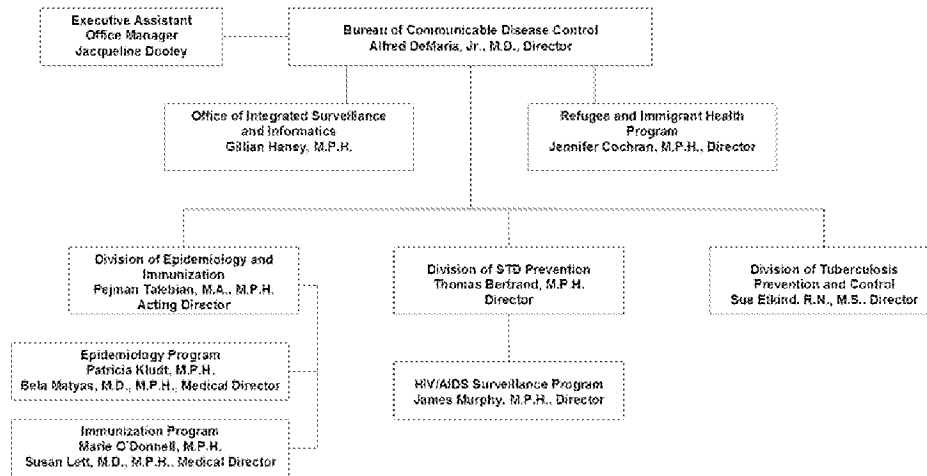 Executive Assistant
Office Manager
Jacqueline Dooley
Bureau of Communicable Disease Control
Alfred DeMaria, Jr., M.D., Director
Office of Integrated Surveillance
and Informatics
Gillian Haney, M.P.H.
Refugee and Immigrant Health
Program
Jennifer Cochran, M.P.H., Director
Division of Epidemiology and
Immunization
Pejman Talebian, M.A., M.P.H.
Acting Director
Division of STD Prevention
Thomas Bertrand, M.P.H.
Director
Division of Tuberculosis
Prevention and Control
Sue Etkind, R.N., M.S., Director
Epidemiology Program
Patricia Kludt, M.P.H.
Bela Matyas, M.D., M.P.H., Medical Director
HIV/AIDS Surveillance Program
James Murphy, M.P.H., Director
Immunization Program
Marie O'Donnell, M.P.H.
Susan Lett, M.D., M.P.H., Medical Director